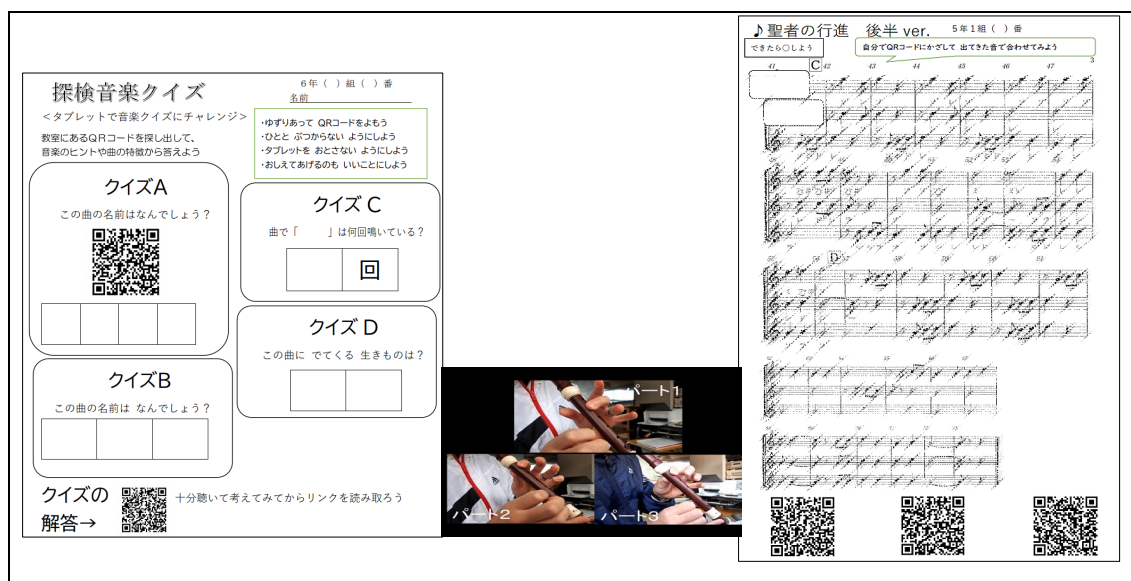 探検音楽クイズ
６年（ ）組（ ）番
名前
＜タブレットで音楽クイズにチャレンジ＞
教室にあるＱＲコードを探し出して、
音楽のヒントや曲の特徴から答えよう
・ゆずりあって QRコードをよもう
・ひとと ぶつからない ようにしよう
・タブレットを おとさない ようにしよう
・おしえてあげるのも いいことにしよう
クイズA
この曲の名前はなんでしょう？
クイズB
この曲の名前は なんでしょう？
クイズ C
曲で「　　　」は何回鳴いている？
回
クイズ D
この曲に でてくる 生きものは？
クイズの
解答→
十分聴いて考えてみてからリンクを読み取ろう
パート1
パート2
パート3
♪聖者の行進　後半 ver.
５年１組（ ）番
できたら○しよう
自分でQRコードにかざして 出てきた音で合わせてみよう
3
C
41 42 43 44 45 46 47
D